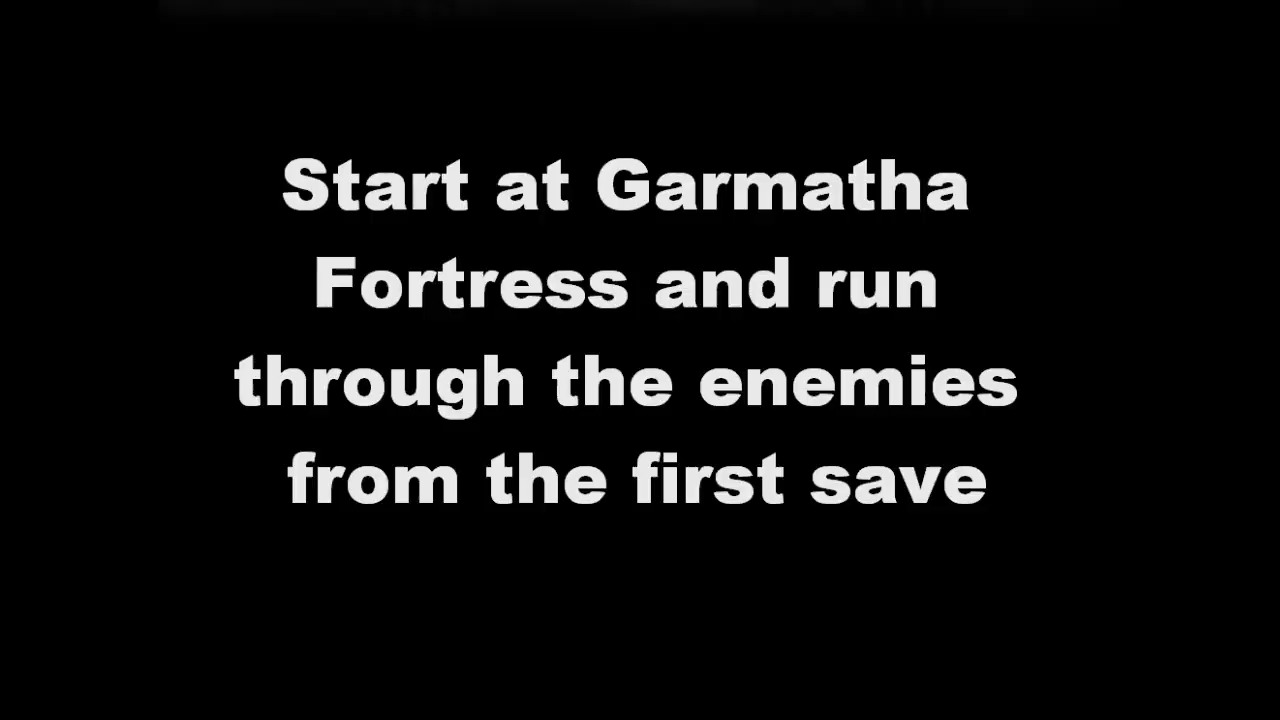 Start at Garmatha
Fortress and run
through the enemies
from the first save